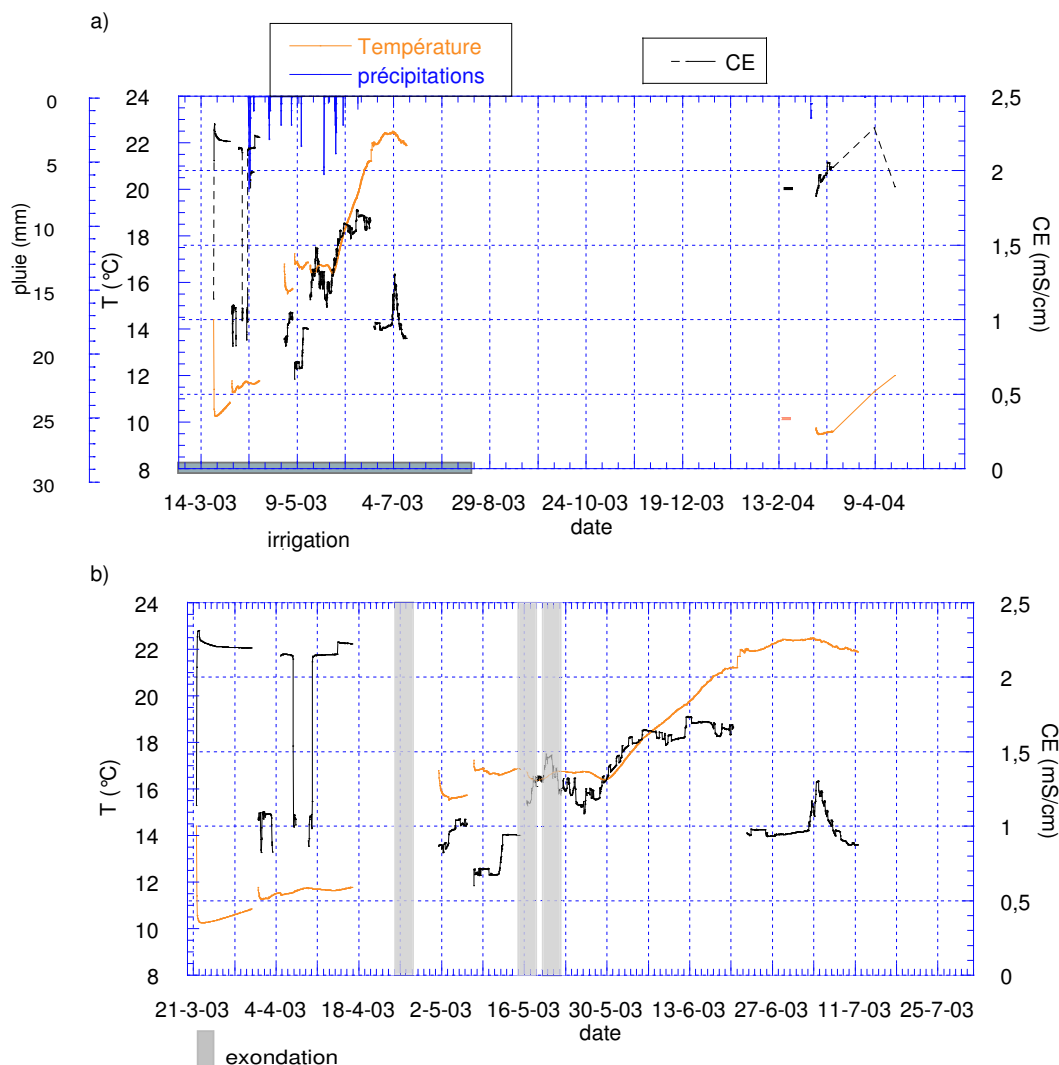 a)
Température
précipitations
CE
0
5
10
15
20
25
30
pluie (mm)
24
22
20
18
16
14
12
10
8
T (°C)
2,5
2
1,5
1
0,5
0
CE (mS/cm)
14-3-03 9-5-03 4-7-03 29-8-03 24-10-03 19-12-03 13-2-04 9-4-04
date
irrigation
b)
24
22
20
18
16
14
12
10
8
T (°C)
2,5
2
1,5
1
0,5
0
CE (mS/cm)
21-3-03 4-4-03 18-4-03 2-5-03 16-5-03 30-5-03 13-6-03 27-6-03 11-7-03 25-7-03
date
exondation